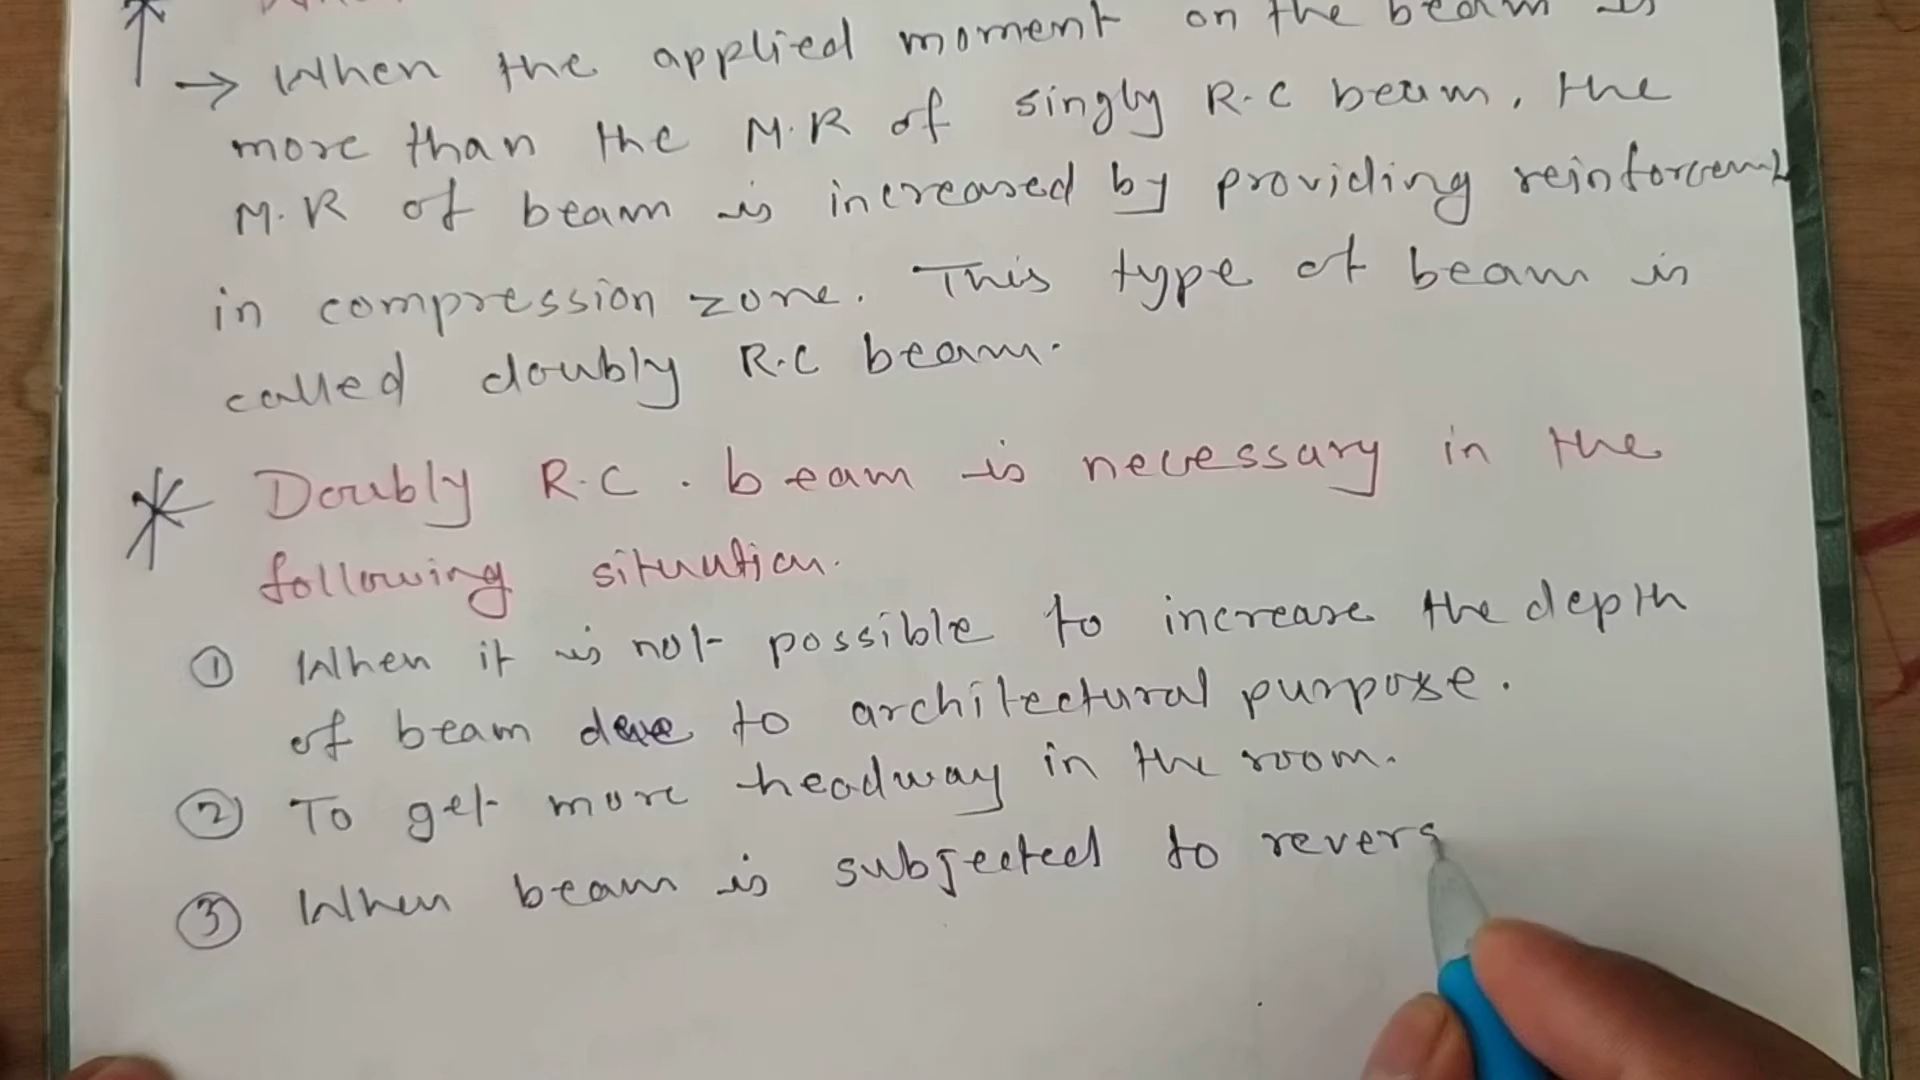 → When the applied moment on the beam is
more than the M.R of singly R.C beam, the
M.R of beam is increased by providing reinforcement
in compression zone. This type of beam is
called doubly R.C beam.
* Doubly R.C. beam is necessary in the
following situation.
① When it is not possible to increase the depth
of beam due to architectural purpose.
② To get more headway in the room.
③ When beam is subjected to revers